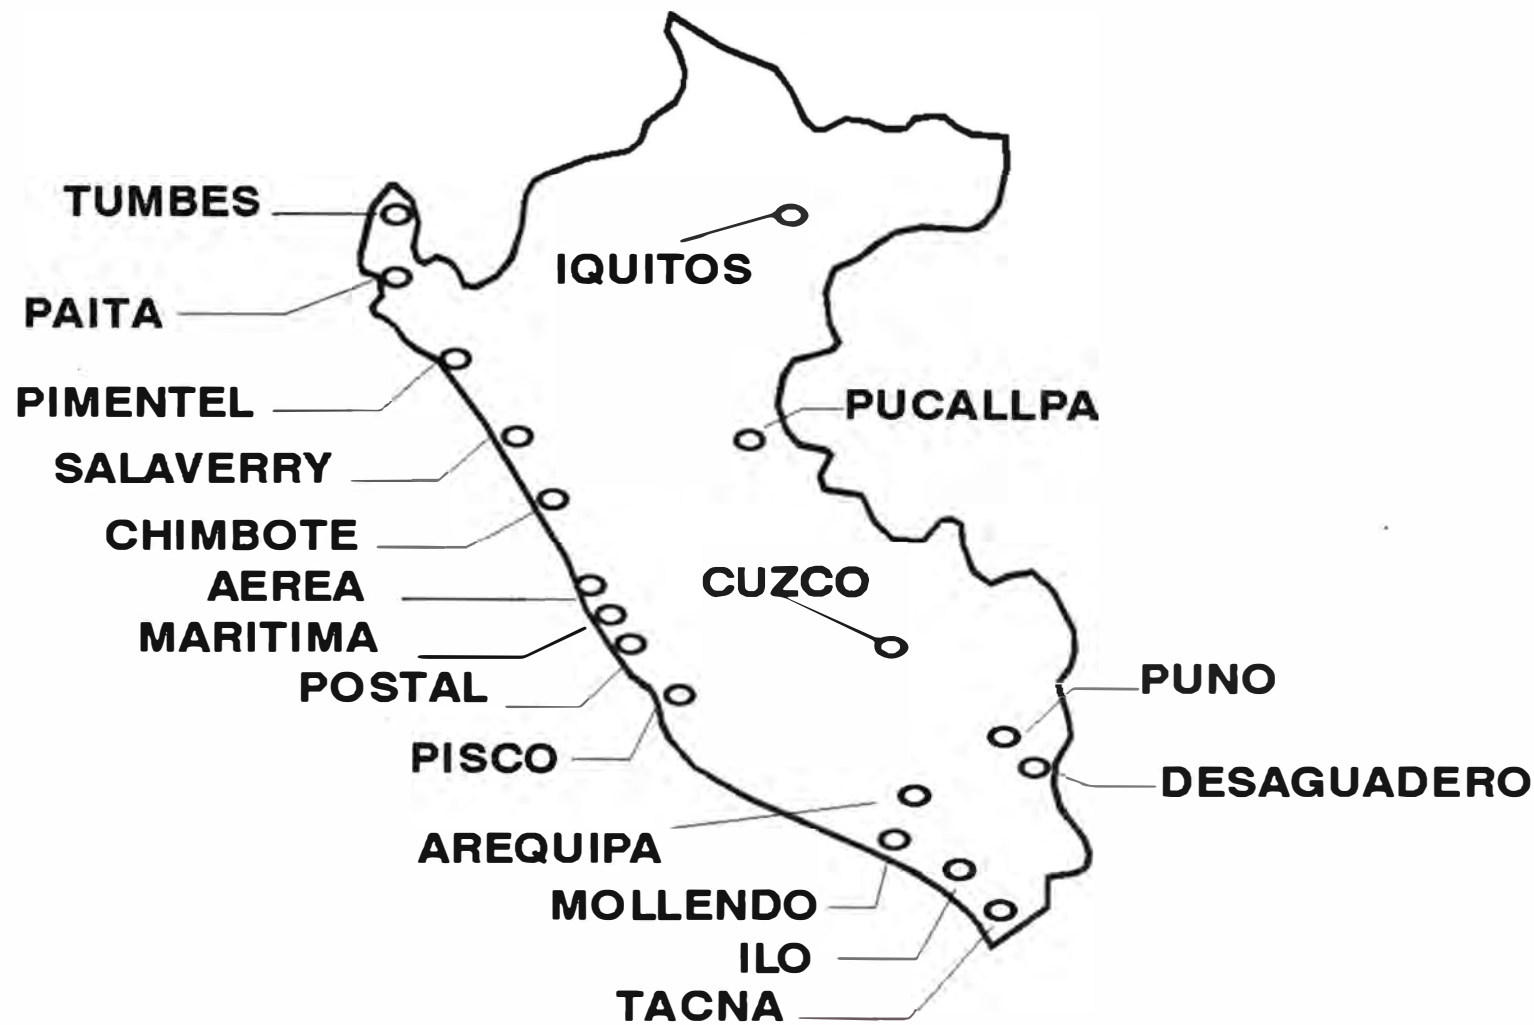 TUMBES
IQUITOS
PAITA
PIMENTEL
PUCALLPA
SALAVERRY
CHIMBOTE
AEREA
CUZCO
MARITIMA
POSTAL
PUNO
PISCO
DESAGUADERO
AREQUIPA
MOLLENDO
ILO
TACNA